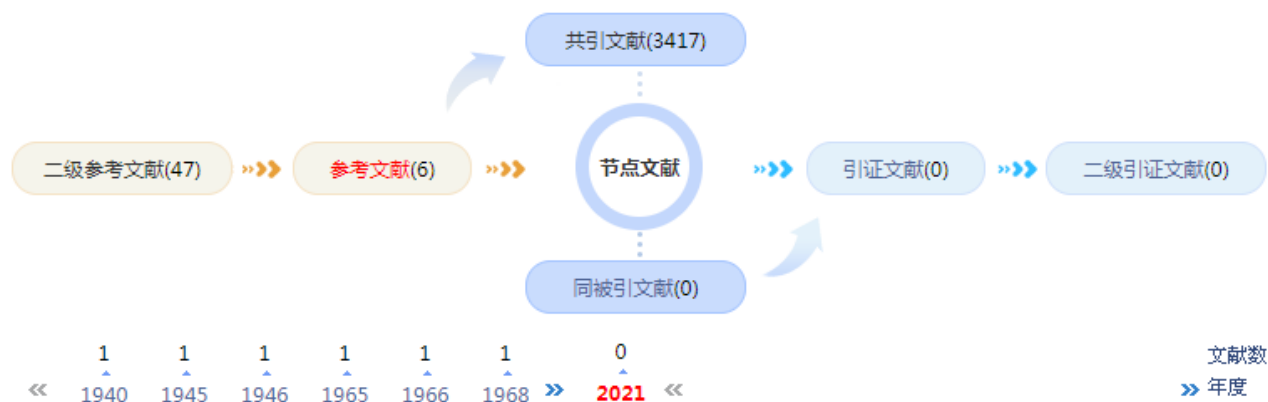 共引文献(3417)
二级参考文献(47)
参考文献(6)
节点文献
引证文献(0)
二级引证文献(0)
同被引文献(0)
1 1 1 1 1 1 0 文献数
1940 1945 1946 1965 1966 1968 2021 年度